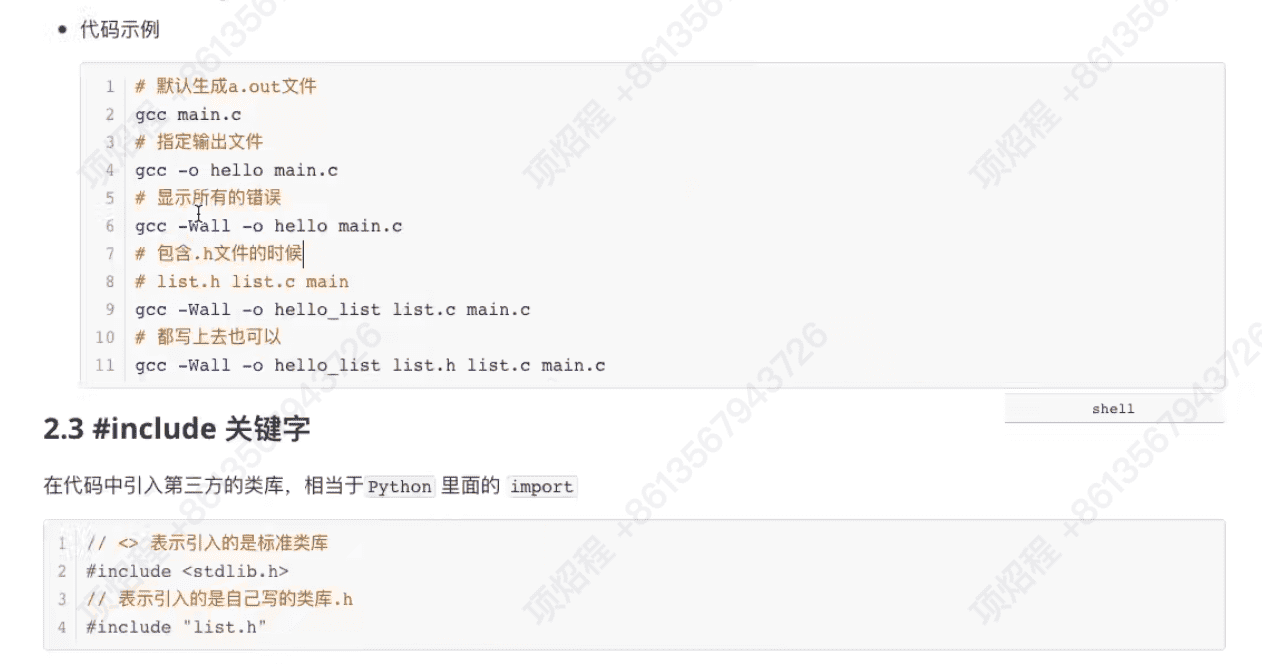 代码示例
1 # 默认生成a.out文件
2 gcc main.c
3 # 指定输出文件
4 gcc -o hello main.c
5 # 显示所有的错误
6 gcc -Wall -o hello main.c
7 # 包含.h文件的时候
8 # list.h list.c main
9 gcc -Wall -o hello_list list.c main.c
10 # 都写上去也可以
11 gcc -Wall -o hello_list list.h list.c main.c
shell
2.3 #include 关键字
在代码中引入第三方的类库，相当于Python 里面的 import
1 // <> 表示引入的是标准类库
2 #include <stdlib.h>
3 // 表示引入的是自己写的类库.h
4 #include "list.h"
项焰程 +8613567943726